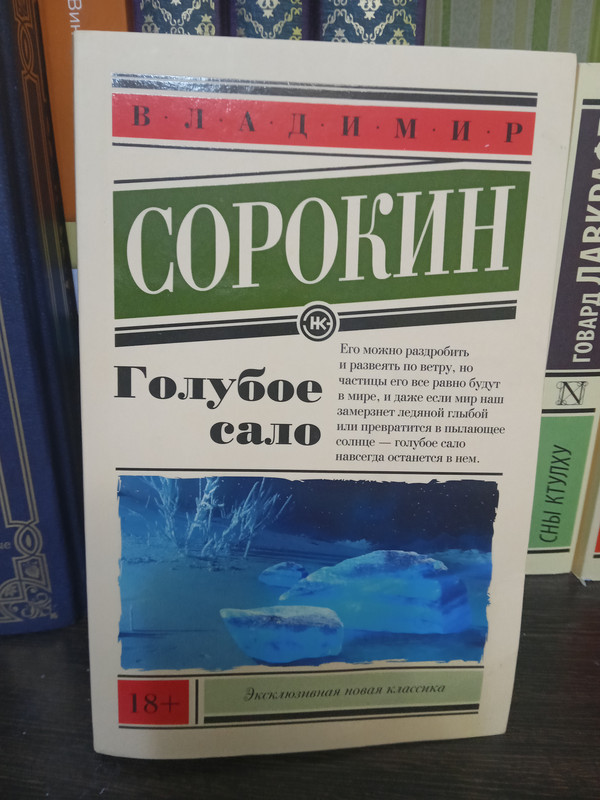 В·Л·А·Д·И·М·И·Р
СОРОКИН
НК
Голубое
сало
Его можно раздробить
и развеять по ветру, но
частицы его все равно будут
в мире, и даже если мир наш
замерзнет ледяной глыбой
или превратится в пылающее
солнце — голубое сало
навсегда останется в нем.
18+
Эксклюзивная новая классика
ГОВАРД ЛАВКРАФТ
N
СНЫ КТУЛХУ